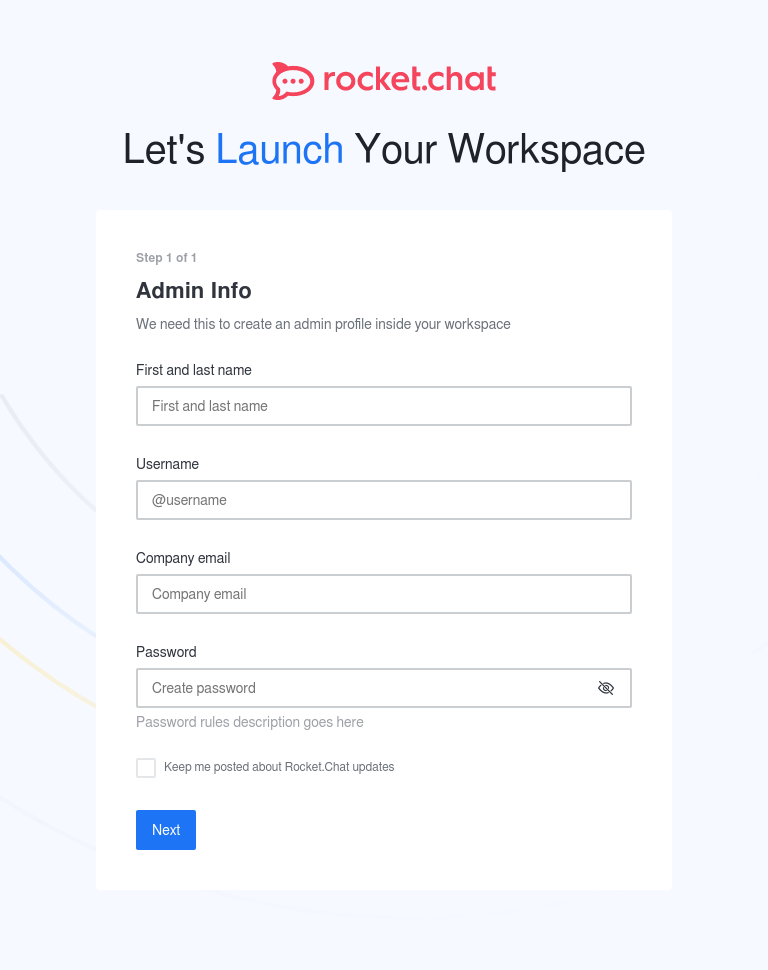 rocket.chat
Let's Launch Your Workspace
Step 1 of 1
Admin Info
We need this to create an admin profile inside your workspace
First and last name
First and last name
Username
@username
Company email
Company email
Password
Create password
Password rules description goes here
Keep me posted about Rocket.Chat updates
Next